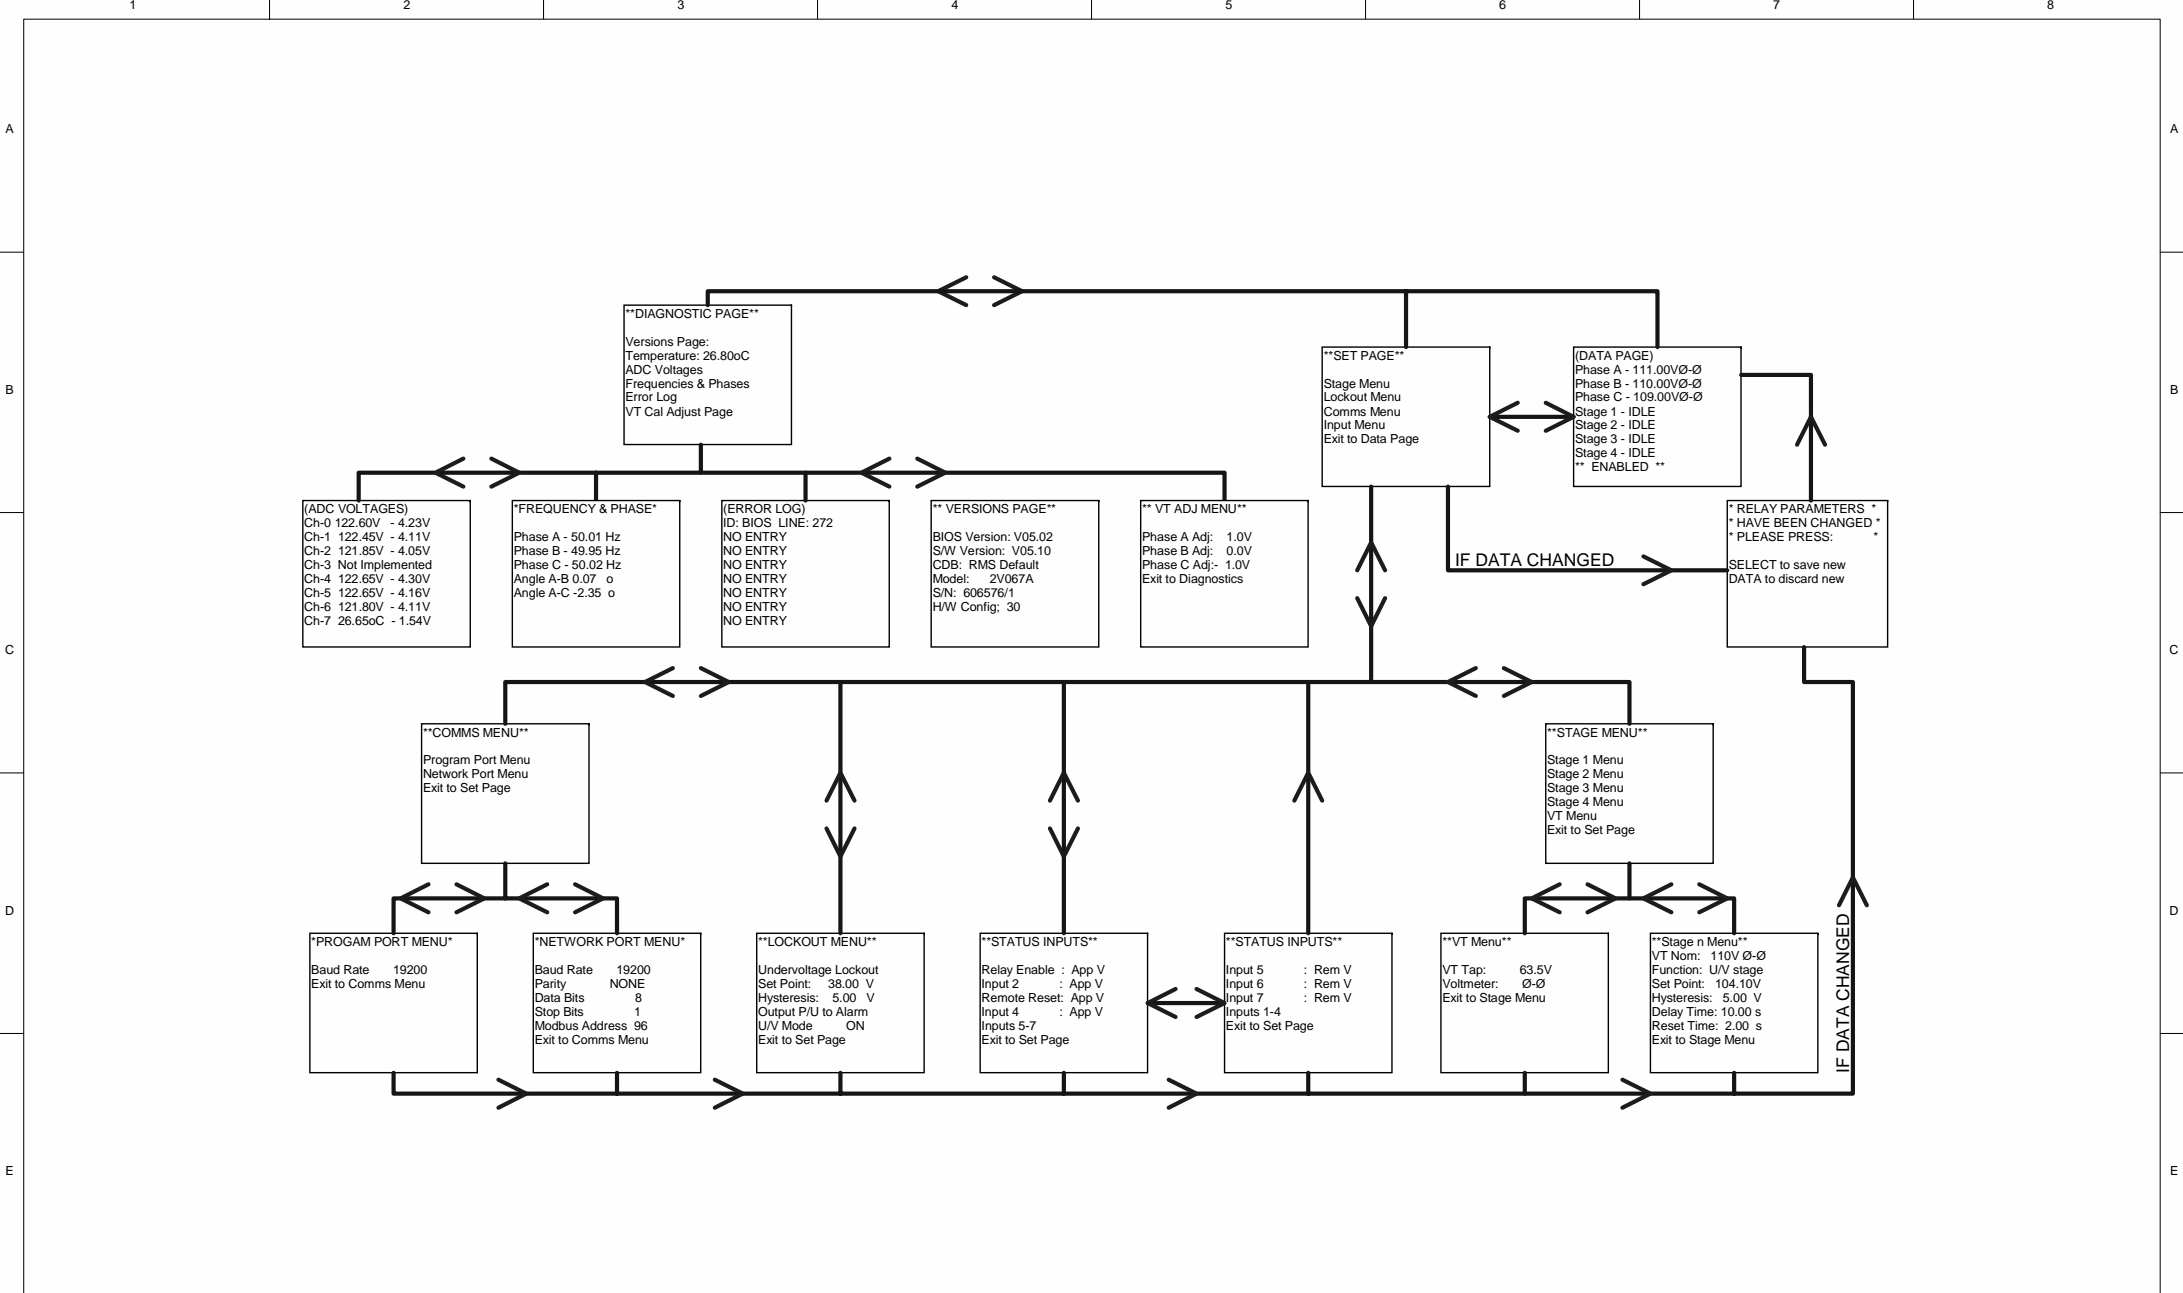 1 2 3 4 5 6 7 8
A A
**DIAGNOSTIC PAGE**
Versions Page:
Temperature: 26.80oC
ADC Voltages
Frequencies & Phases
Error Log
VT Cal Adjust Page
**SET PAGE**
Stage Menu
Lockout Menu
Comms Menu
Input Menu
Exit to Data Page
(DATA PAGE)
Phase A - 111.00VØ-Ø
Phase B - 110.00VØ-Ø
Phase C - 109.00VØ-Ø
Stage 1 - IDLE
Stage 2 - IDLE
Stage 3 - IDLE
Stage 4 - IDLE
** ENABLED **
B B
(ADC VOLTAGES)
Ch-0 122.60V - 4.23V
Ch-1 122.45V - 4.11V
Ch-2 121.85V - 4.05V
Ch-3 Not Implemented
Ch-4 122.65V - 4.30V
Ch-5 122.65V - 4.16V
Ch-6 121.80V - 4.11V
Ch-7 26.65oC - 1.54V
*FREQUENCY & PHASE*
Phase A - 50.01 Hz
Phase B - 49.95 Hz
Phase C - 50.02 Hz
Angle A-B 0.07 o
Angle A-C -2.35 o
(ERROR LOG)
ID: BIOS LINE: 272
NO ENTRY
NO ENTRY
NO ENTRY
NO ENTRY
NO ENTRY
NO ENTRY
NO ENTRY
** VERSIONS PAGE**
BIOS Version: V05.02
S/W Version: V05.10
CDB: RMS Default
Model: 2V067A
S/N: 606576/1
H/W Config; 30
** VT ADJ MENU**
Phase A Adj: 1.0V
Phase B Adj: 0.0V
Phase C Adj:- 1.0V
Exit to Diagnostics
IF DATA CHANGED
* RELAY PARAMETERS *
* HAVE BEEN CHANGED *
* PLEASE PRESS: *
SELECT to save new
DATA to discard new
C C
**COMMS MENU**
Program Port Menu
Network Port Menu
Exit to Set Page
**STAGE MENU**
Stage 1 Menu
Stage 2 Menu
Stage 3 Menu
Stage 4 Menu
VT Menu
Exit to Set Page
D D
*PROGAM PORT MENU*
Baud Rate 19200
Exit to Comms Menu
*NETWORK PORT MENU*
Baud Rate 19200
Parity NONE
Data Bits 8
Stop Bits 1
Modbus Address 96
Exit to Comms Menu
**LOCKOUT MENU**
Undervoltage Lockout
Set Point: 38.00 V
Hysteresis: 5.00 V
Output P/U to Alarm
U/V Mode ON
Exit to Set Page
**STATUS INPUTS**
Relay Enable : App V
Input 2 : App V
Remote Reset: App V
Input 4 : App V
Inputs 5-7
Exit to Set Page
**STATUS INPUTS**
Input 5 : Rem V
Input 6 : Rem V
Input 7 : Rem V
Inputs 1-4
Exit to Set Page
**VT Menu**
VT Tap: 63.5V
Voltmeter: Ø-Ø
Exit to Stage Menu
**Stage n Menu**
VT Nom: 110V Ø-Ø
Function: U/V stage
Set Point: 104.10V
Hysteresis: 5.00 V
Delay Time: 10.00 s
Reset Time: 2.00 s
Exit to Stage Menu
IF DATA CHANGED
E E